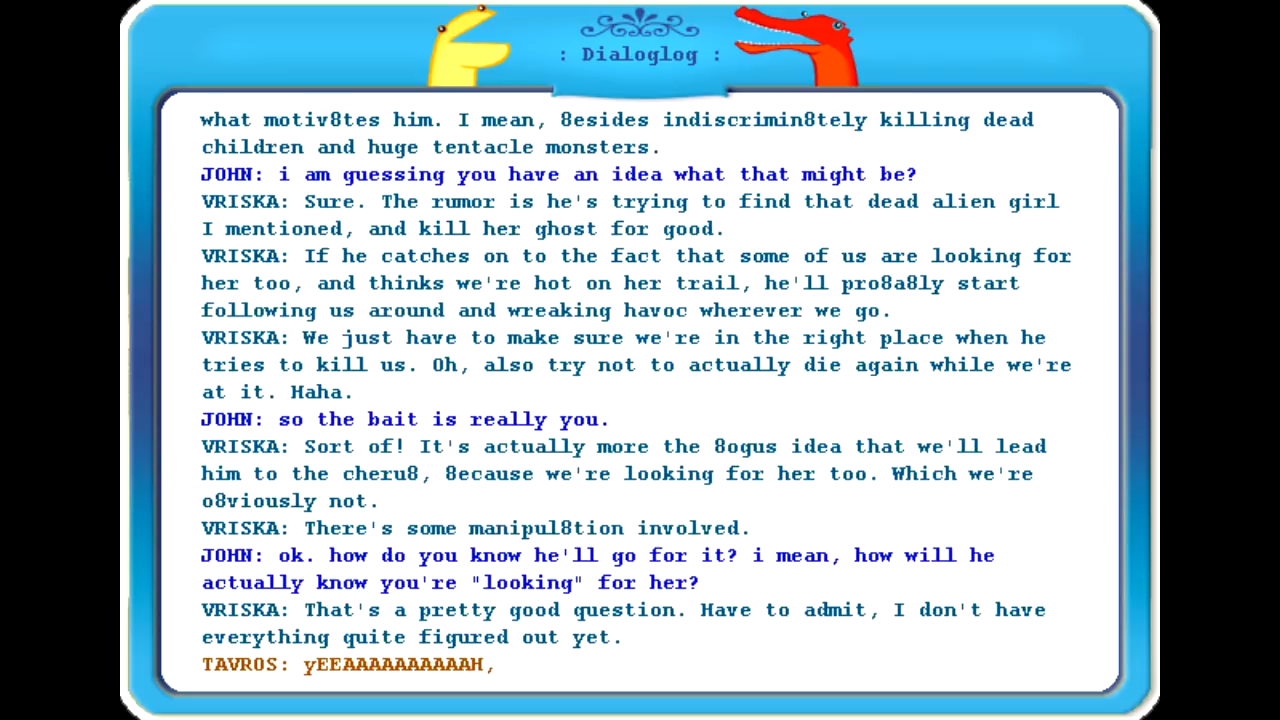 : Dialoglog :
what motiv8tes him. I mean, 8esides indiscrimin8tely killing dead
children and huge tentacle monsters.
JOHN: i am guessing you have an idea what that might be?
VRISKA: Sure. The rumor is he's trying to find that dead alien girl
I mentioned, and kill her ghost for good.
VRISKA: If he catches on to the fact that some of us are looking for
her too, and thinks we're hot on her trail, he'll pro8a8ly start
following us around and wreaking havoc wherever we go.
VRISKA: We just have to make sure we're in the right place when he
tries to kill us. Oh, also try not to actually die again while we're
at it. Haha.
JOHN: so the bait is really you.
VRISKA: Sort of! It's actually more the 8ogus idea that we'll lead
him to the cheru8, 8ecause we're looking for her too. Which we're
o8viously not.
VRISKA: There's some manipul8tion involved.
JOHN: ok. how do you know he'll go for it? i mean, how will he
actually know you're "looking" for her?
VRISKA: That's a pretty good question. Have to admit, I don't have
everything quite figured out yet.
TAVROS: yEEAAAAAAAAAAH,